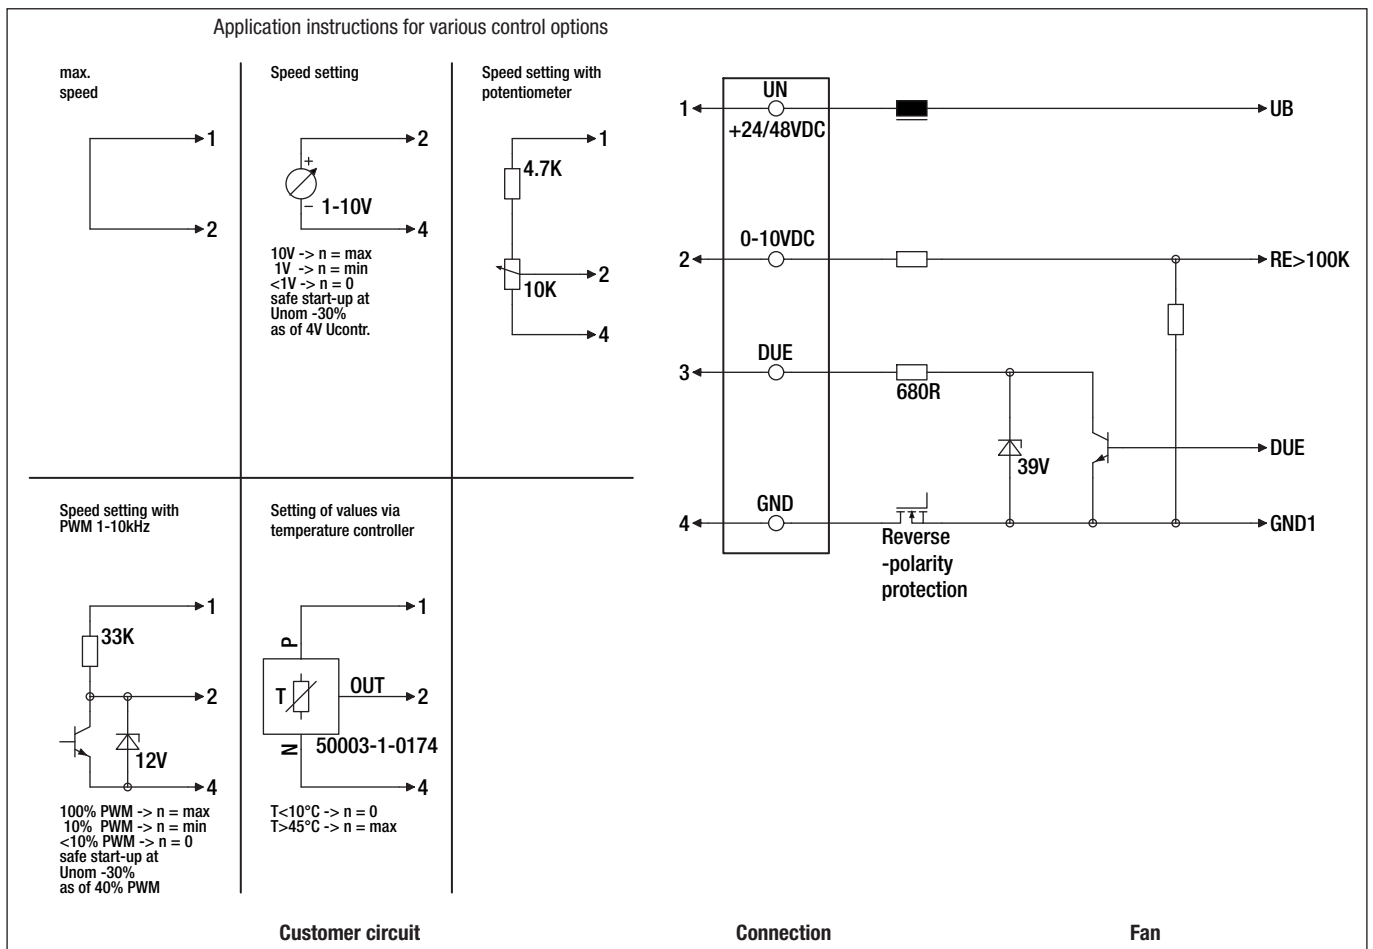 Application instructions for various control options
max.
speed
1
2
Speed setting
2
+
–
1-10V
4
10V -> n = max
1V -> n = min
<1V -> n = 0
safe start-up at
Unom -30%
as of 4V Ucontr.
Speed setting with
potentiometer
1
4.7K
2
10K
4
Speed setting with
PWM 1-10kHz
1
33K
2
12V
4
100% PWM -> n = max
10% PWM -> n = min
<10% PWM -> n = 0
safe start-up at
Unom -30%
as of 40% PWM
Setting of values via
temperature controller
1
P
T
OUT
2
N
50003-1-0174
4
T<10°C -> n = 0
T>45°C -> n = max
UN
1
UB
+24/48VDC
0-10VDC
2
RE>100K
DUE
3
680R
39V
DUE
GND
4
GND1
Reverse
-polarity
protection
Customer circuit
Connection
Fan